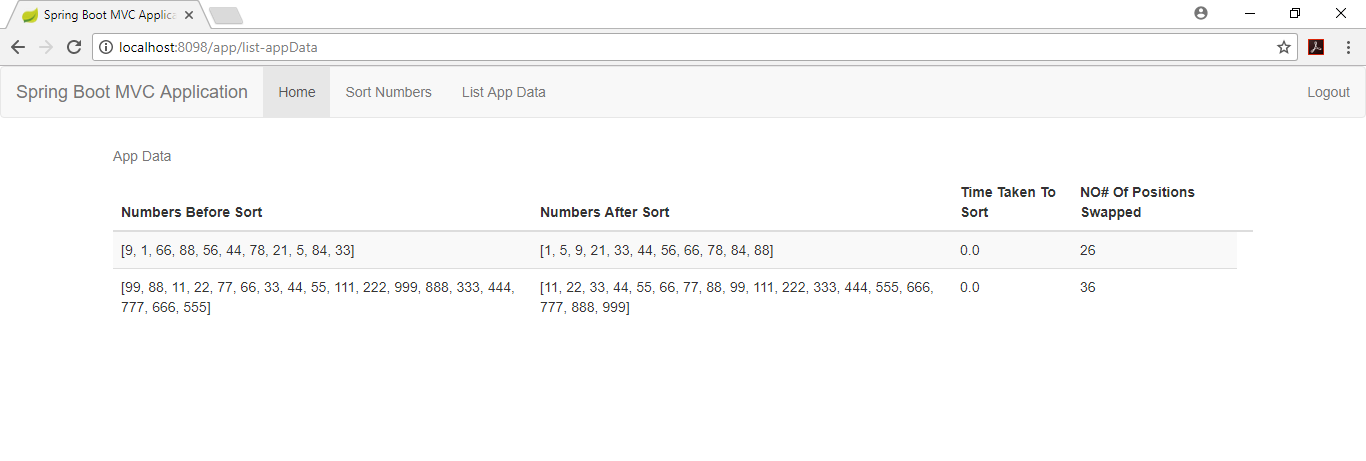 Spring Boot MVC Applica
localhost:8098/app/list-appData
Spring Boot MVC Application Home Sort Numbers List App Data Logout
App Data
Numbers Before Sort Numbers After Sort Time Taken To Sort NO# Of Positions Swapped
[9, 1, 66, 88, 56, 44, 78, 21, 5, 84, 33] [1, 5, 9, 21, 33, 44, 56, 66, 78, 84, 88] 0.0 26
[99, 88, 11, 22, 77, 66, 33, 44, 55, 111, 222, 999, 888, 333, 444, [11, 22, 33, 44, 55, 66, 77, 88, 99, 111, 222, 333, 444, 555, 666, 0.0 36
777, 666, 555] 777, 888, 999]